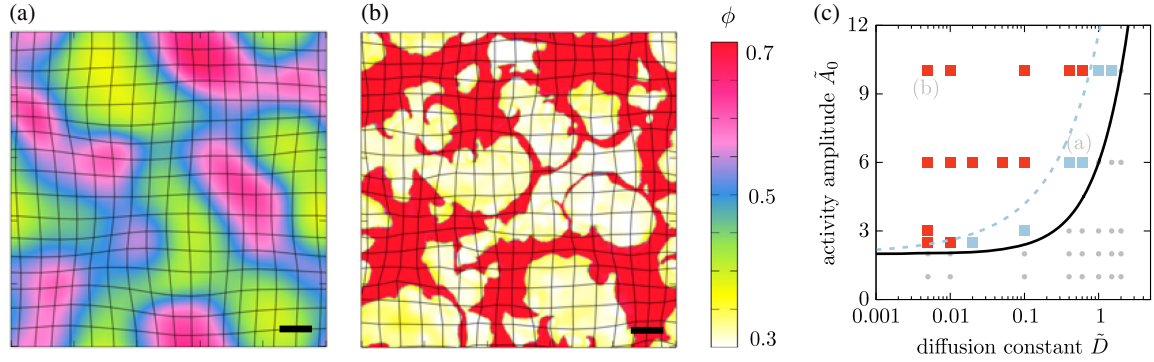 (a)
(b)
ϕ
0.7
0.5
0.3
(c)
activity amplitude Ã₀
12
9
6
3
0
(b)
(a)
0.001 0.01 0.1 1
diffusion constant D̃